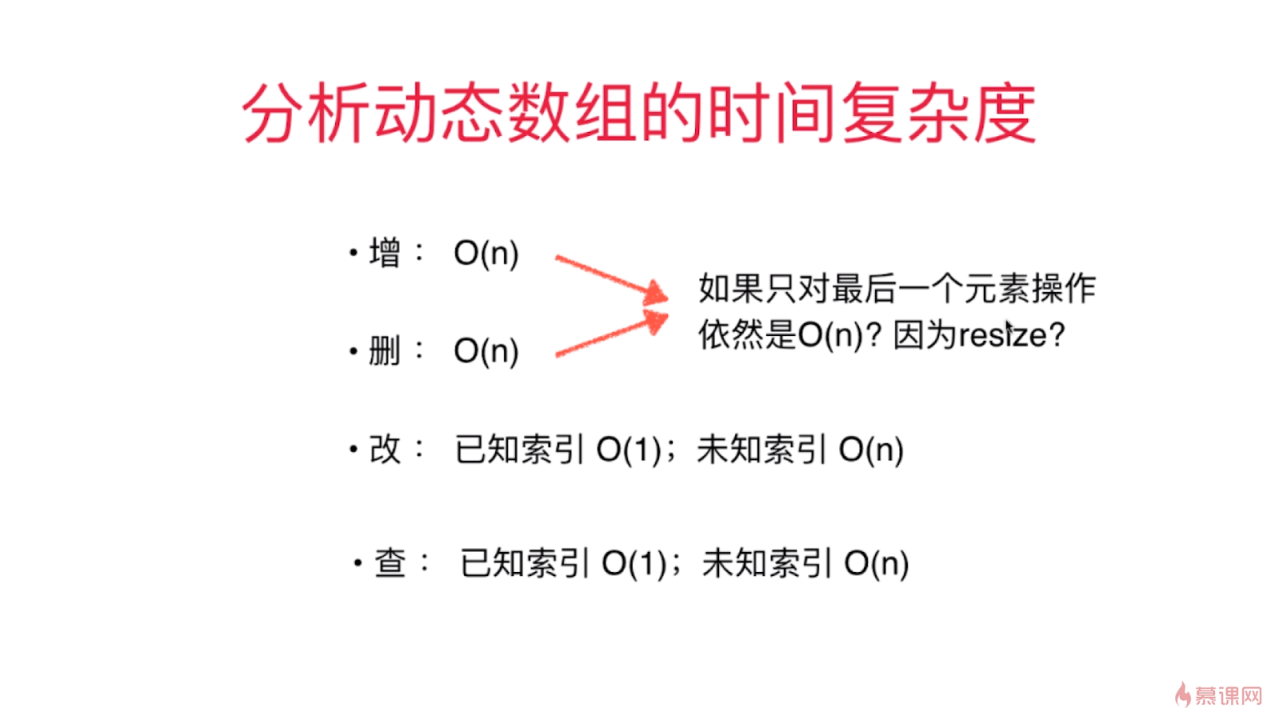 分析动态数组的时间复杂度
• 增： O(n)
如果只对最后一个元素操作
依然是O(n)? 因为resize?
• 删： O(n)
• 改： 已知索引 O(1)；未知索引 O(n)
• 查： 已知索引 O(1)；未知索引 O(n)
慕课网